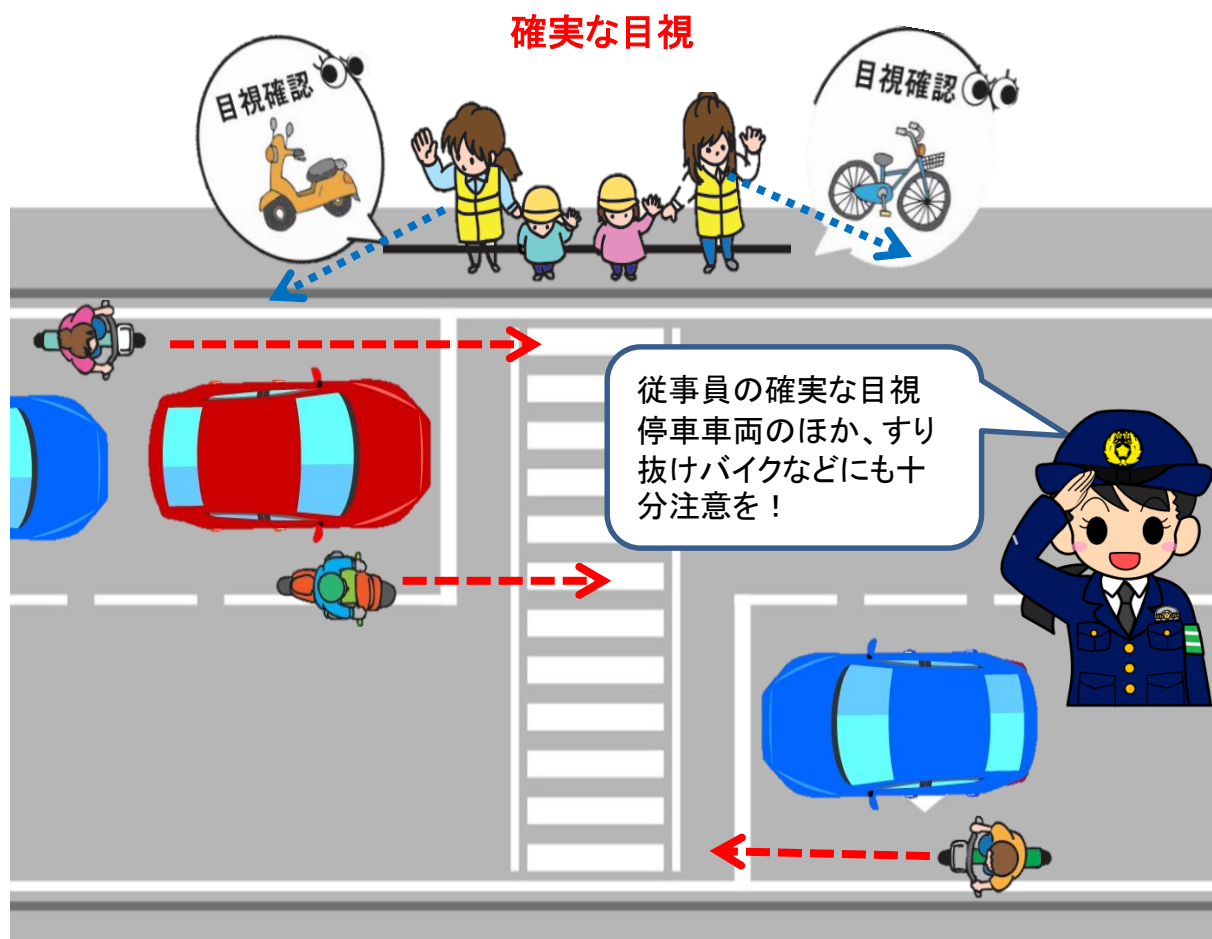 確実な目視
目視確認
目視確認
従事員の確実な目視
停車車両のほか、すり
抜けバイクなどにも十
分注意を!